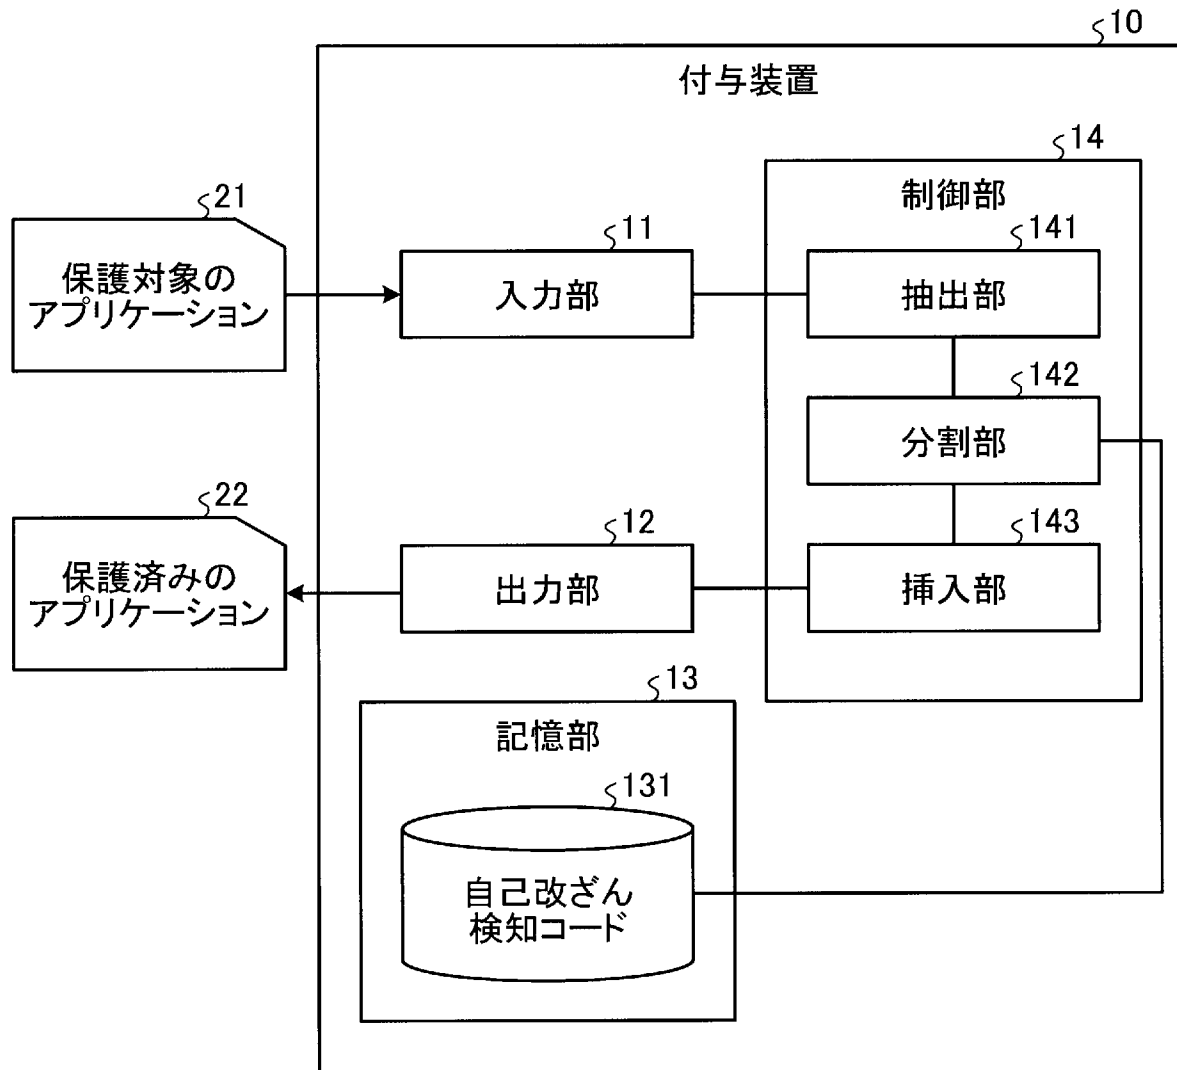 10
付与装置
14
制御部
21
保護対象の
アプリケーション
11
入力部
141
抽出部
142
分割部
22
保護済みの
アプリケーション
12
出力部
143
挿入部
13
記憶部
131
自己改ざん
検知コード